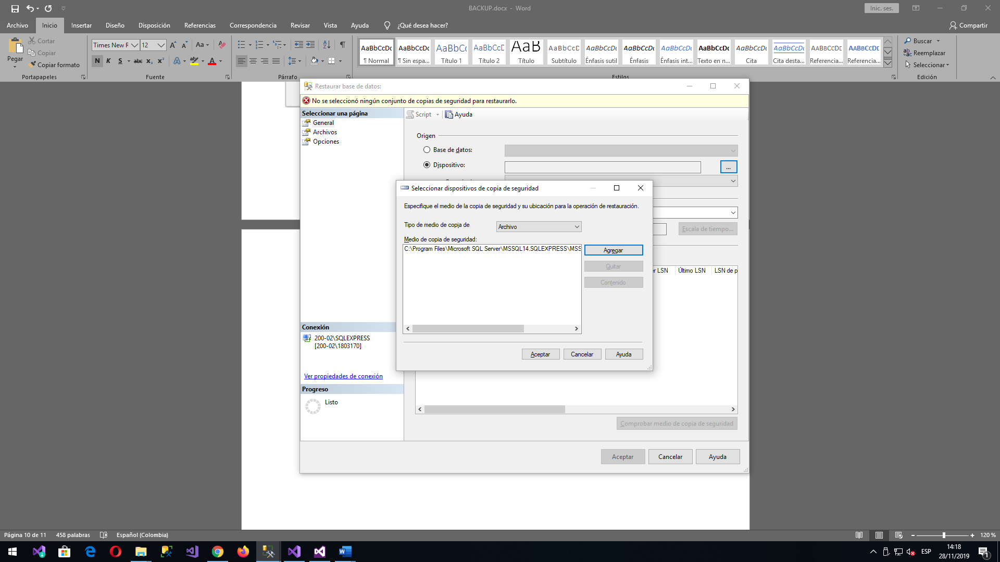 BACKUP.docx - Word
Inic. ses.
Archivo
Inicio
Insertar
Diseño
Disposición
Referencias
Correspondencia
Revisar
Vista
Ayuda
¿Qué desea hacer?
Compartir
Pegar
Cortar
Copiar
Copiar formato
Portapapeles
Times New R
12
Aa
N K S abc x₂ x² A ab A
Fuente
Párrafo
AaBbCcDc
¶ Normal
AaBbCcDc
¶ Sin espa...
AaBbCc
Título 1
AaBbCcD
Título 2
AaB
Título
AaBbCcD
Subtítulo
AaBbCcDc
Énfasis sutil
AaBbCcDc
Énfasis
AaBbCcDc
Énfasis int...
AaBbCcDc
Texto en n...
AaBbCcDc
Cita
AaBbCcDc
Cita desta...
AABBCCDE
Referencia...
AABBCCDE
Referencia...
Estilos
Buscar
Reemplazar
Seleccionar
Edición
Restaurar base de datos:
No se seleccionó ningún conjunto de copias de seguridad para restaurarlo.
Seleccionar una página
General
Archivos
Opciones
Script
Ayuda
Origen
Base de datos:
Dispositivo:
...
Escala de tiempo...
LSN
Último LSN
LSN de p
Seleccionar dispositivos de copia de seguridad
Especifique el medio de la copia de seguridad y su ubicación para la operación de restauración.
Tipo de medio de copia de
Archivo
Medio de copia de seguridad:
C:\Program Files\Microsoft SQL Server\MSSQL14.SQLEXPRESS\MSS
Agregar
Quitar
Contenido
Aceptar
Cancelar
Ayuda
Conexión
200-02\SQLEXPRESS
[200-02\1803170]
Ver propiedades de conexión
Progreso
Listo
Comprobar medio de copia de seguridad
Aceptar
Cancelar
Ayuda
Página 10 de 11
458 palabras
Español (Colombia)
120 %
ESP
14:18
28/11/2019
1